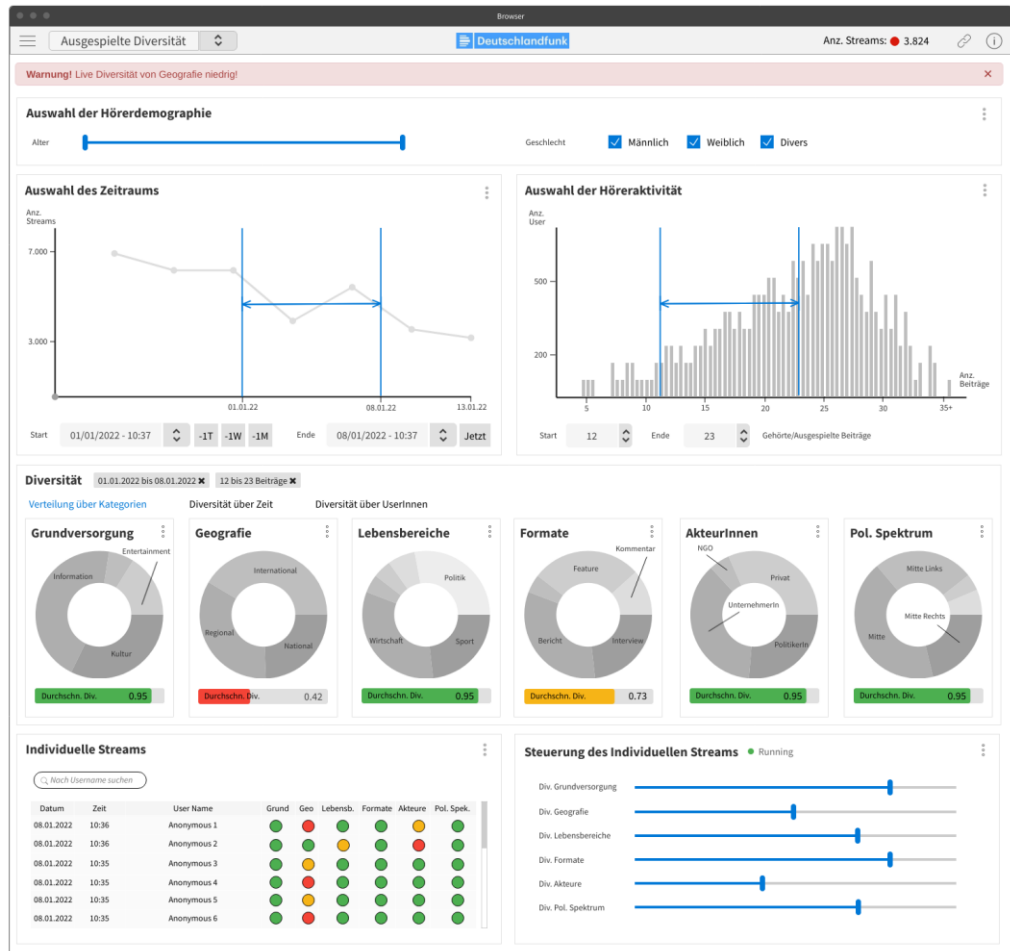 Browser
Ausgespielte Diversität
Deutschlandfunk
Anz. Streams: 3.824
Warnung! Live Diversität von Geografie niedrig!
Auswahl der Hörerdemographie
Alter
Geschlecht
Männlich
Weiblich
Divers
Auswahl des Zeitraums
Anz.
Streams
7.000
3.000
01.01.22
08.01.22
13.01.22
Start
01/01/2022 - 10:37
-1T
-1W
-1M
Ende
08/01/2022 - 10:37
Jetzt
Auswahl der Höreraktivität
Anz.
User
500
200
Anz.
Beiträge
5
10
15
20
25
30
35+
Start
12
Ende
23
Gehörte/Ausgespielte Beiträge
Diversität
01.01.2022 bis 08.01.2022 ✖
12 bis 23 Beiträge ✖
Verteilung über Kategorien
Diversität über Zeit
Diversität über UserInnen
Grundversorgung
Entertainment
Information
Kultur
Durchschn. Div. 0.95
Geografie
International
Regional
National
Durchschn. Div. 0.42
Lebensbereiche
Politik
Wirtschaft
Sport
Durchschn. Div. 0.95
Formate
Kommentar
Feature
Bericht
Interview
Durchschn. Div. 0.73
AkteurInnen
NGO
Privat
UnternehmerIn
PolitikerIn
Durchschn. Div. 0.95
Pol. Spektrum
Mitte Links
Mitte Rechts
Mitte
Durchschn. Div. 0.95
Individuelle Streams
Nach Username suchen
Datum Zeit User Name Grund Geo Lebensb. Formate Akteure Pol. Spek.
08.01.2022 10:36 Anonymous 1
08.01.2022 10:36 Anonymous 2
08.01.2022 10:35 Anonymous 3
08.01.2022 10:35 Anonymous 4
08.01.2022 10:35 Anonymous 5
08.01.2022 10:35 Anonymous 6
Steuerung des Individuellen Streams
Running
Div. Grundversorgung
Div. Geografie
Div. Lebensbereiche
Div. Formate
Div. Akteure
Div. Pol. Spektrum